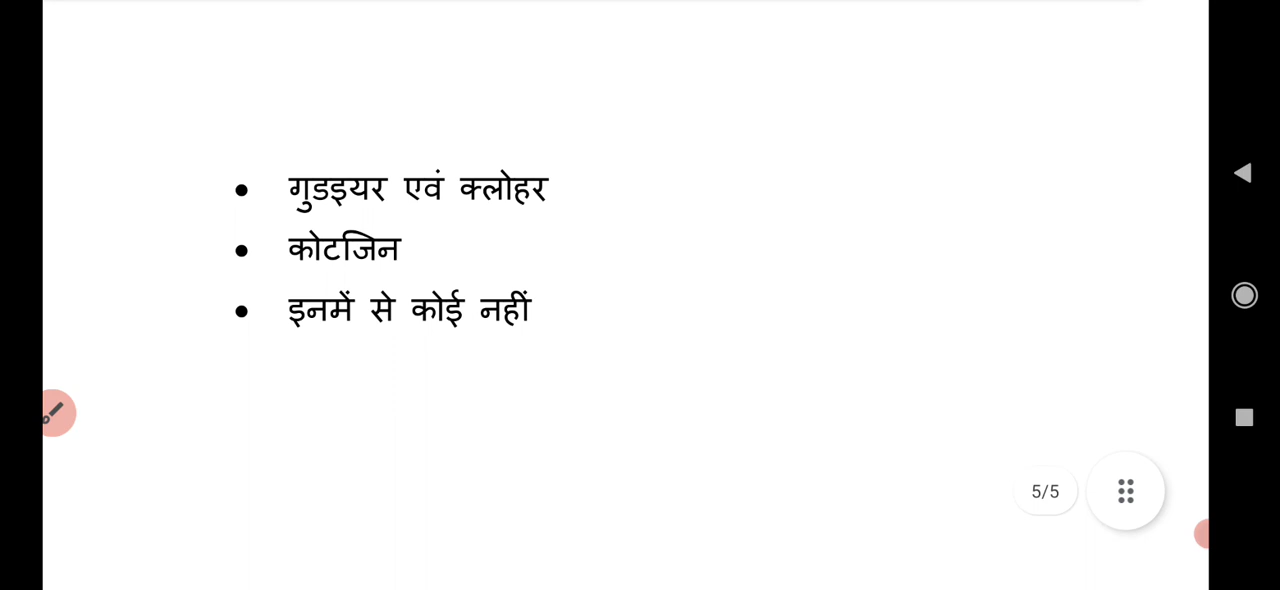 • गुडइयर एवं क्लोहर
• कोटजिन
• इनमें से कोई नहीं
5/5